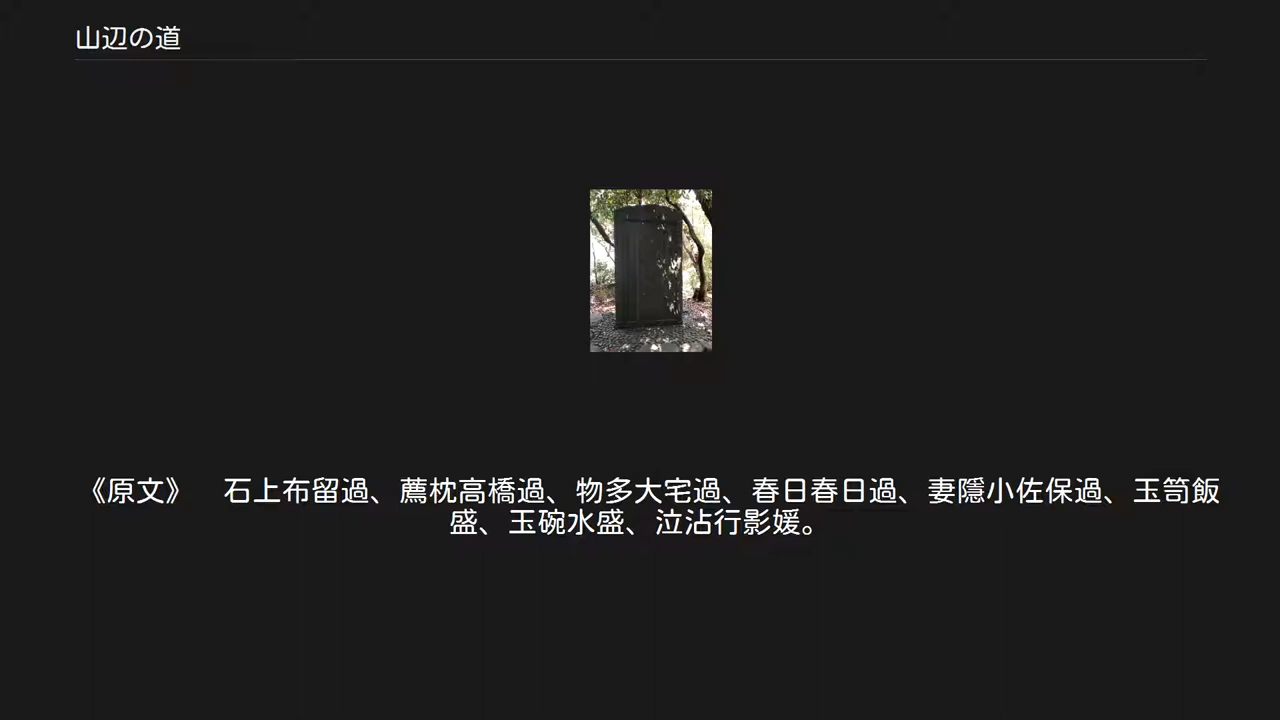 山辺の道
《原文》　石上布留過、薦枕高橋過、物多大宅過、春日春日過、妻隱小佐保過、玉笥飯
盛、玉碗水盛、泣沾行影媛。